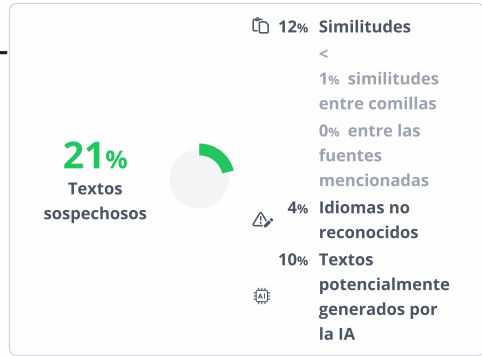 21%
Textos
sospechosos
12% Similitudes
<
1% similitudes
entre comillas
0% entre las
fuentes
mencionadas
4% Idiomas no
reconocidos
10% Textos
potencialmente
generados por
la IA
AI